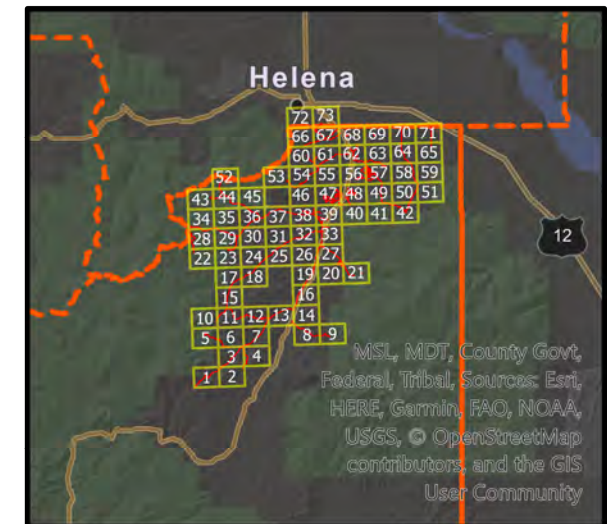 Helena
72 73
66 67 68 69 70 71
60 61 62 63 64 65
52 53 54 55 56 57 58 59
43 44 45 46 47 48 49 50 51
34 35 36 37 38 39 40 41 42
28 29 30 31 32 33
12
22 23 24 25 26 27
17 18 19 20 21
15 16
10 11 12 13 14
5 6 7 8 9
3 4
1 2
MSL, MDT, County Govt,
Federal, Tribal, Sources: Esri,
HERE, Garmin, FAO, NOAA,
USGS, © OpenStreetMap
contributors, and the GIS
User Community